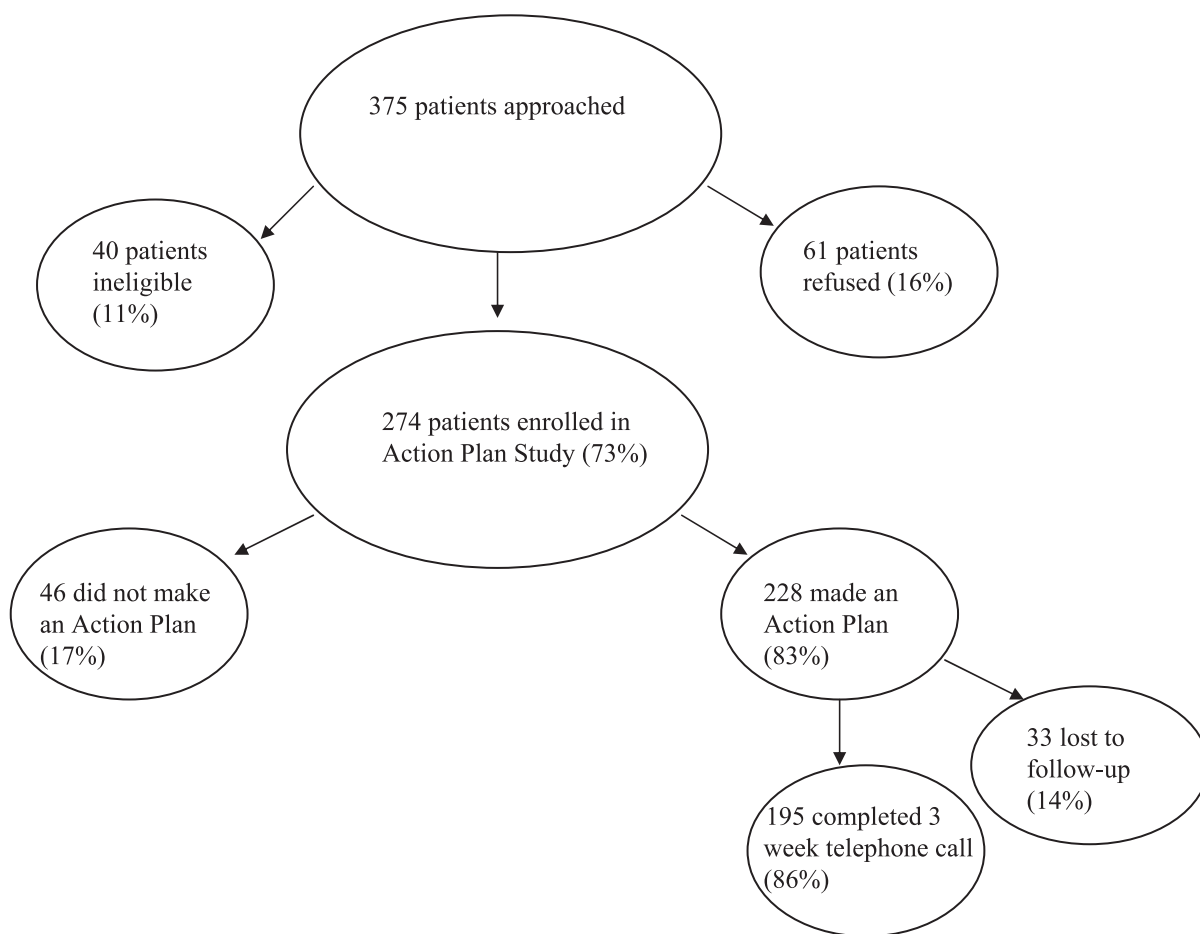 375 patients approached
40 patients
ineligible
(11%)
61 patients
refused (16%)
274 patients enrolled in
Action Plan Study (73%)
46 did not make
an Action Plan
(17%)
228 made an
Action Plan
(83%)
33 lost to
follow-up
(14%)
195 completed 3
week telephone call
(86%)